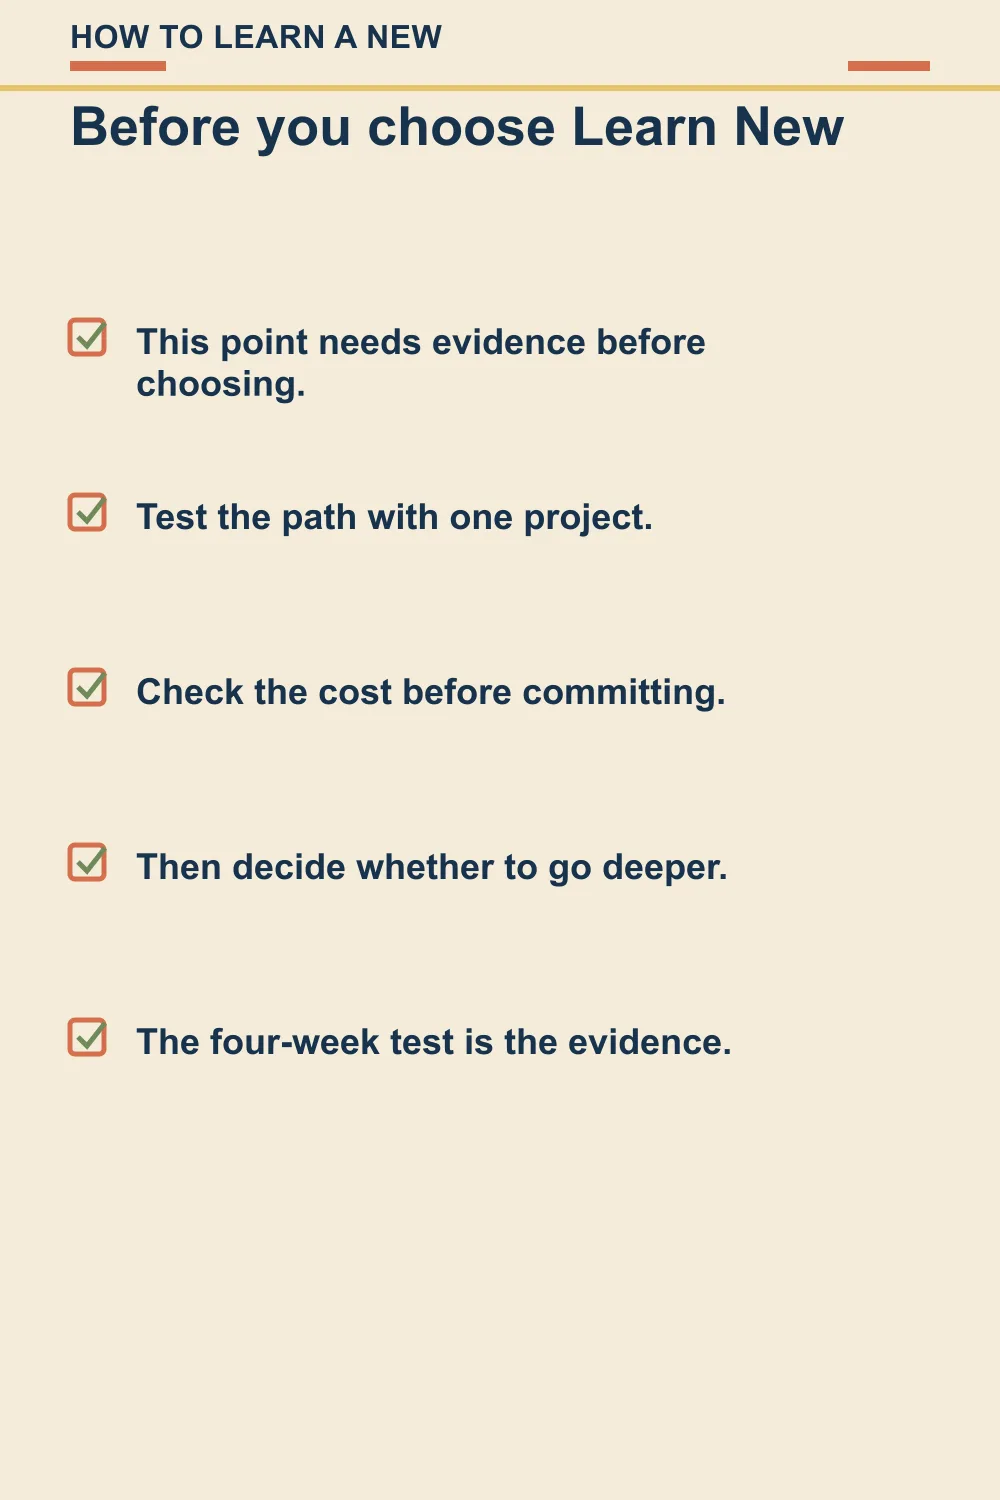 HOW TO LEARN A NEW
Before you choose Learn New
This point needs evidence before
choosing.
Test the path with one project.
Check the cost before committing.
Then decide whether to go deeper.
The four-week test is the evidence.